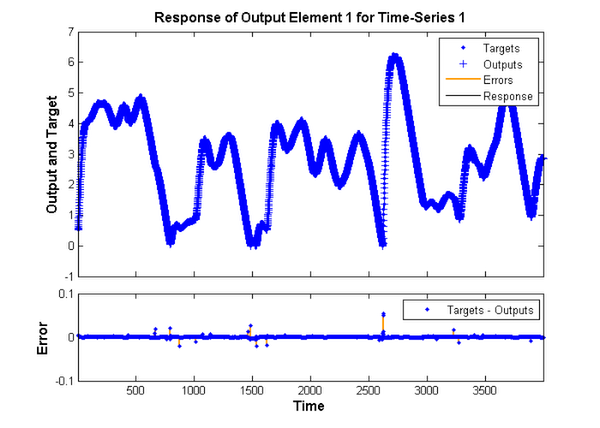 Response of Output Element 1 for Time-Series 1
Output and Target
7
6
5
4
3
2
1
0
-1
Targets
Outputs
Errors
Response
Error
0.1
0
-0.1
Targets - Outputs
500
1000
1500
2000
2500
3000
3500
Time